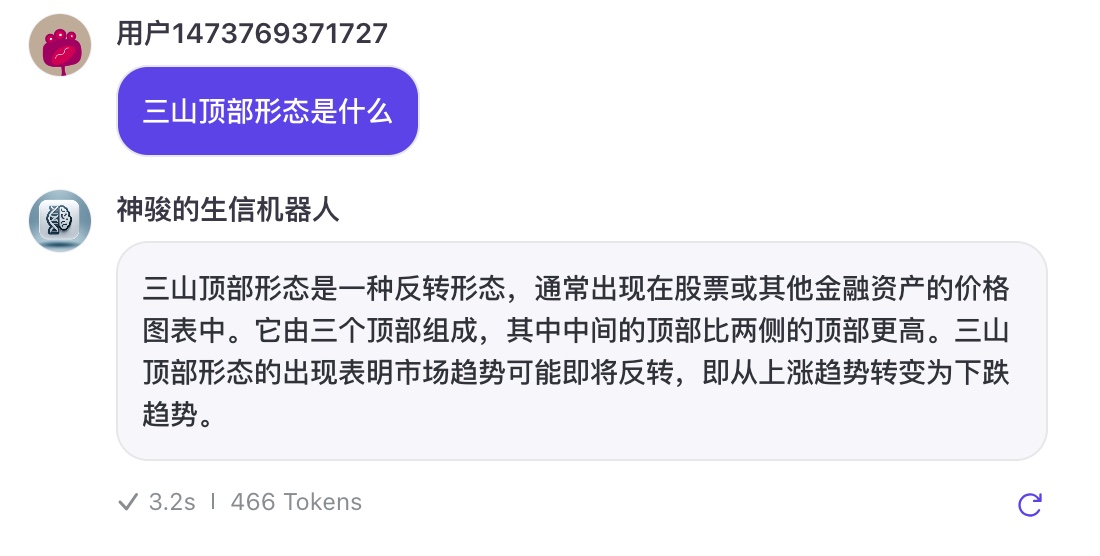 用户1473769371727
三山顶部形态是什么
神骏的生信机器人
三山顶部形态是一种反转形态，通常出现在股票或其他金融资产的价格
图表中。它由三个顶部组成，其中中间的顶部比两侧的顶部更高。三山
顶部形态的出现表明市场趋势可能即将反转，即从上涨趋势转变为下跌
趋势。
3.2s | 466 Tokens